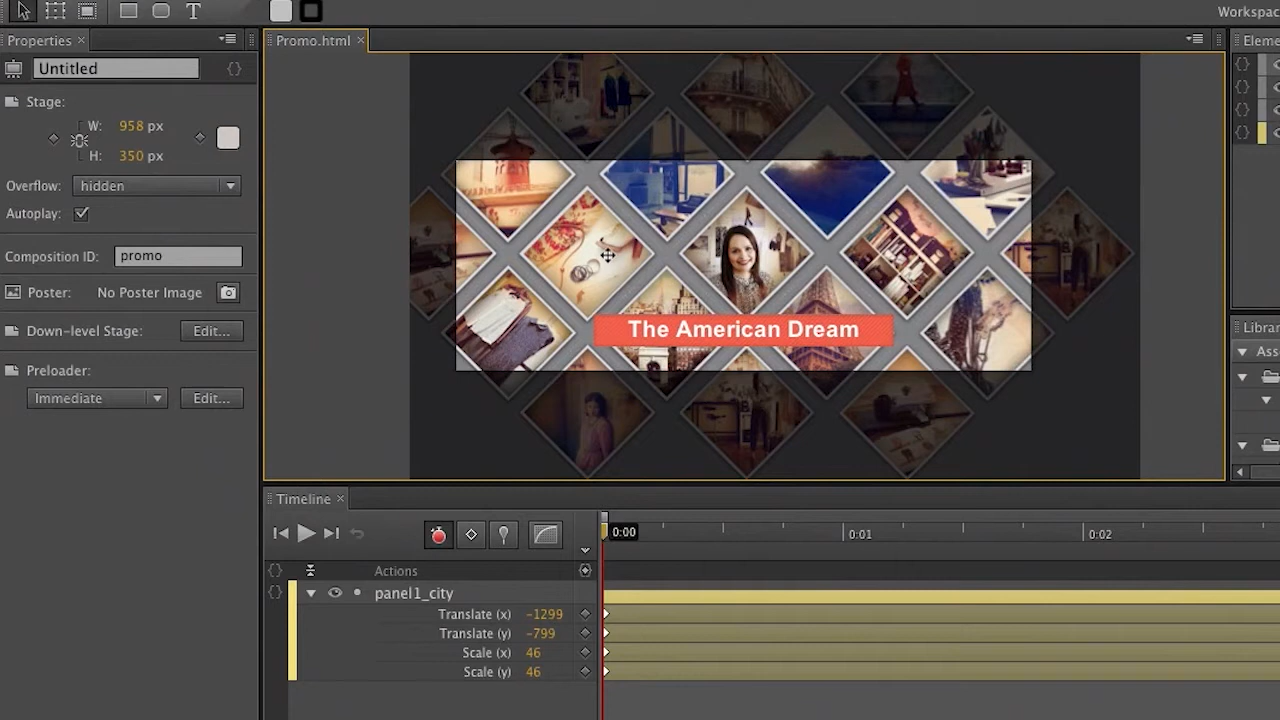 T
Workspac
Properties ×
Promo.html ×
Eleme
Untitled
Stage:
W: 958 px
H: 350 px
Overflow: hidden
Autoplay:
Composition ID: promo
Poster: No Poster Image
Down-level Stage: Edit...
Preloader:
Immediate Edit...
The American Dream
Librar
Ass
Timeline ×
0:00 0:01 0:02
Actions
panel1_city
Translate (x) -1299
Translate (y) -799
Scale (x) 46
Scale (y) 46